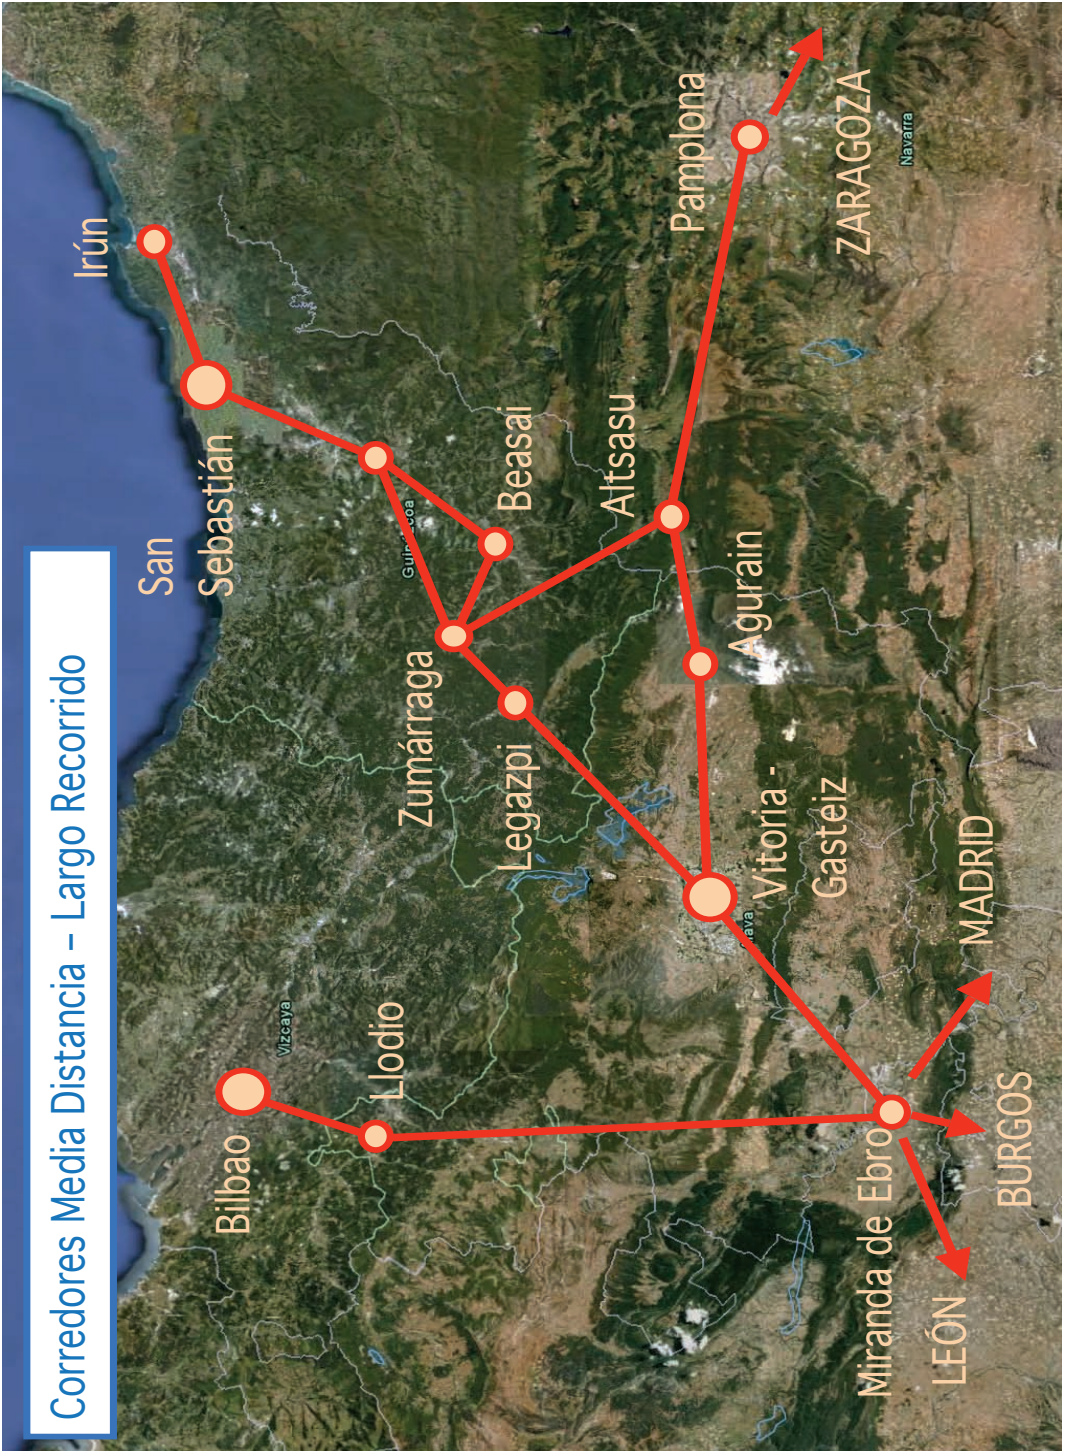 Corredores Media Distancia – Largo Recorrido
Irún
San
Sebastián
Bilbao
Vizcaya
Llodio
Guipúzcoa
Beasai
Zumárraga
Legazpi
Altsasu
Pamplona
Navarra
ZARAGOZA
Agurain
Vitoria -
Gasteiz
Miranda de Ebro
MADRID
BURGOS
LEÓN